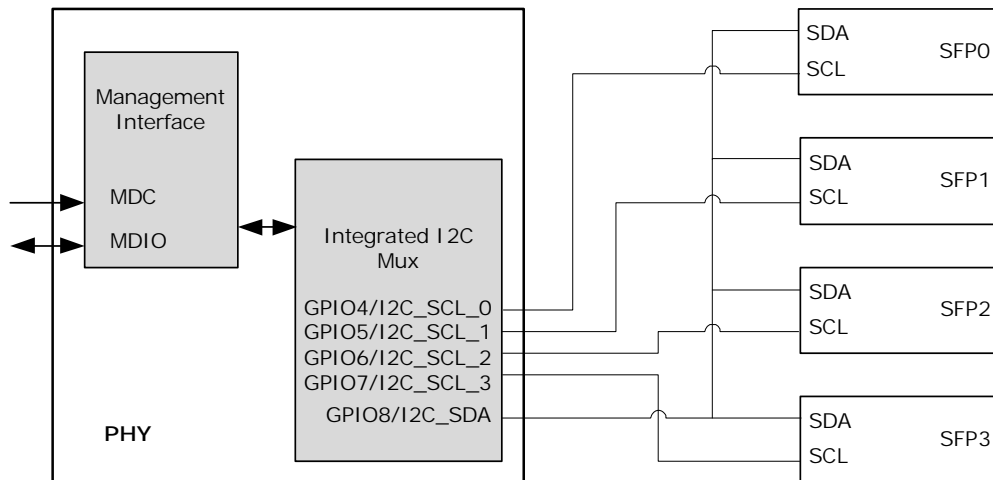 Management
Interface
MDC
MDIO
PHY
Integrated I2C
Mux
GPIO4/I2C_SCL_0
GPIO5/I2C_SCL_1
GPIO6/I2C_SCL_2
GPIO7/I2C_SCL_3
GPIO8/I2C_SDA
SDA
SCL
SFP0
SDA
SCL
SFP1
SDA
SCL
SFP2
SDA
SCL
SFP3